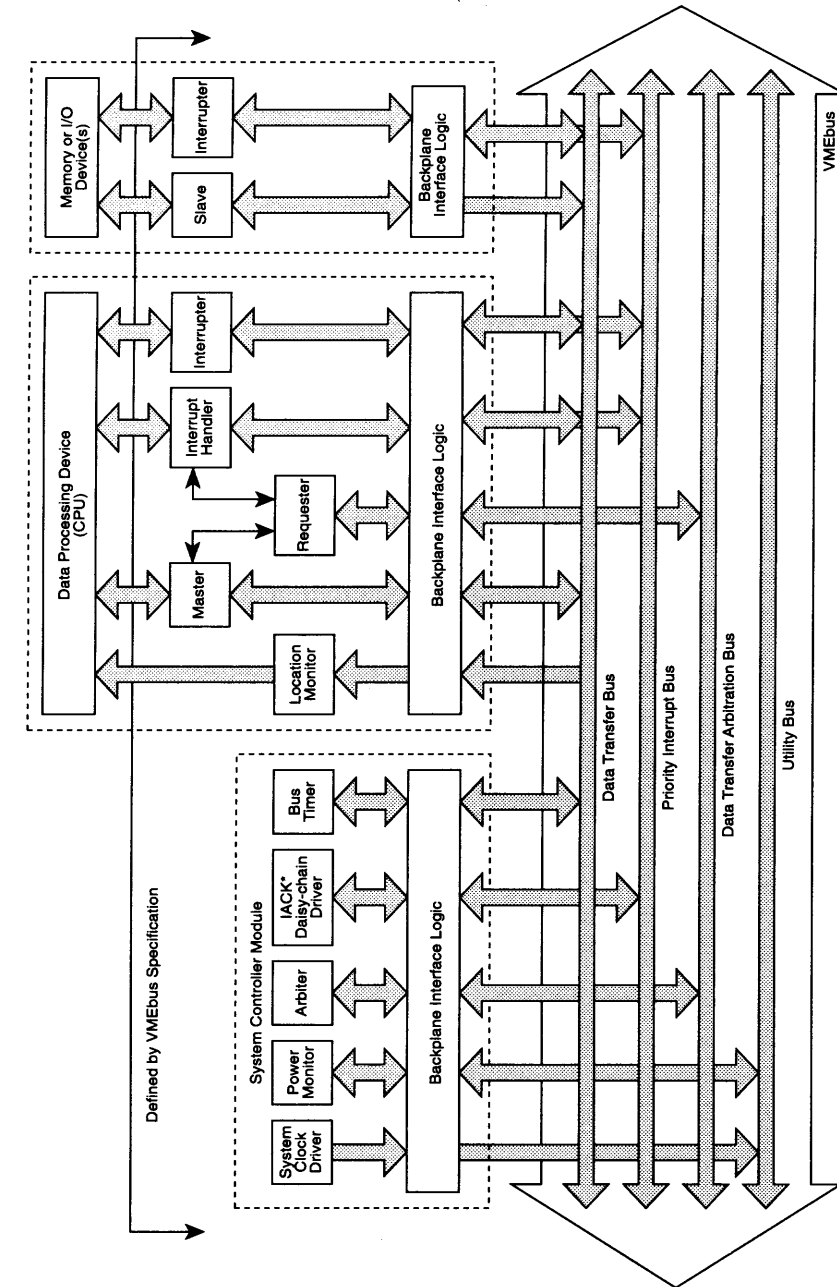 Defined by VMEbus Specification
System Controller Module
System
Clock
Driver
Power
Monitor
Arbiter
IACK*
Daisy-chain
Driver
Bus
Timer
Backplane Interface Logic
Data Processing Device
(CPU)
Location
Monitor
Master
Requester
Interrupt
Handler
Interrupter
Backplane Interface Logic
Memory or I/O
Device(s)
Slave
Interrupter
Backplane
Interface Logic
Data Transfer Bus
Priority Interrupt Bus
Data Transfer Arbitration Bus
Utility Bus
VMEbus